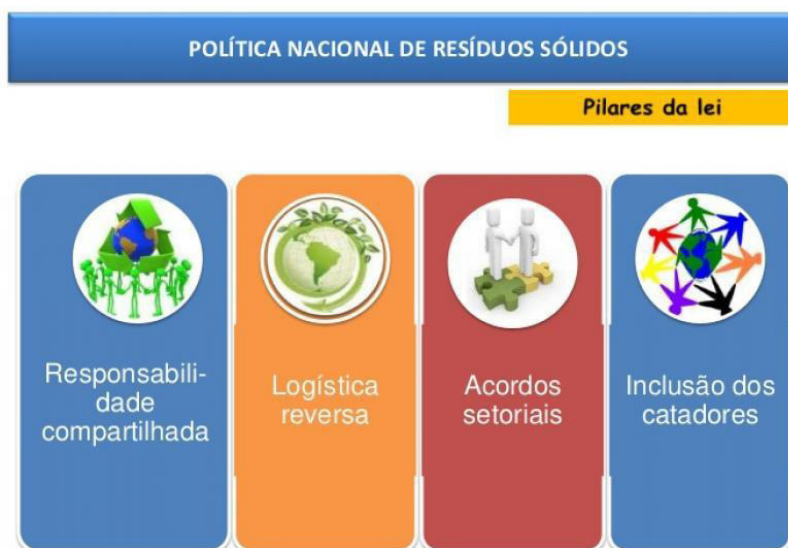 POLÍTICA NACIONAL DE RESÍDUOS SÓLIDOS
Pilares da lei
Responsabili-
dade
compartilhada
Logística
reversa
Acordos
setoriais
Inclusão dos
catadores